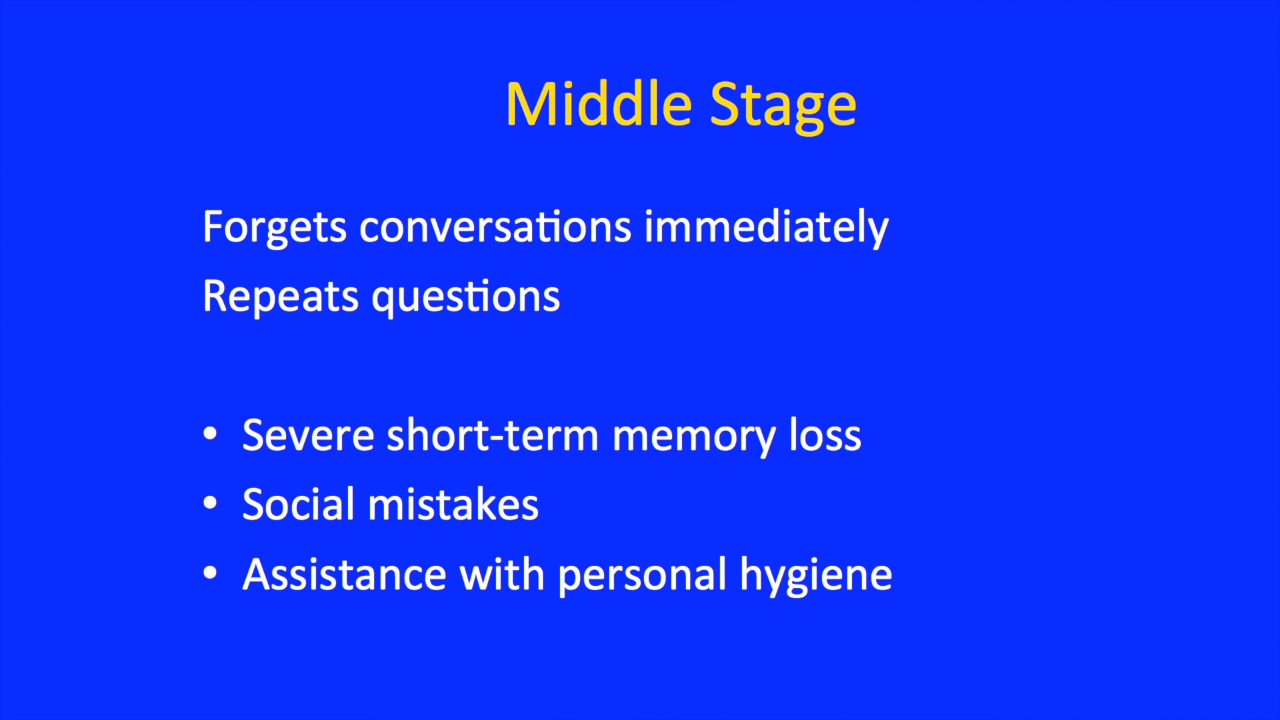 Middle Stage
Forgets conversations immediately
Repeats questions
• Severe short-term memory loss
• Social mistakes
• Assistance with personal hygiene